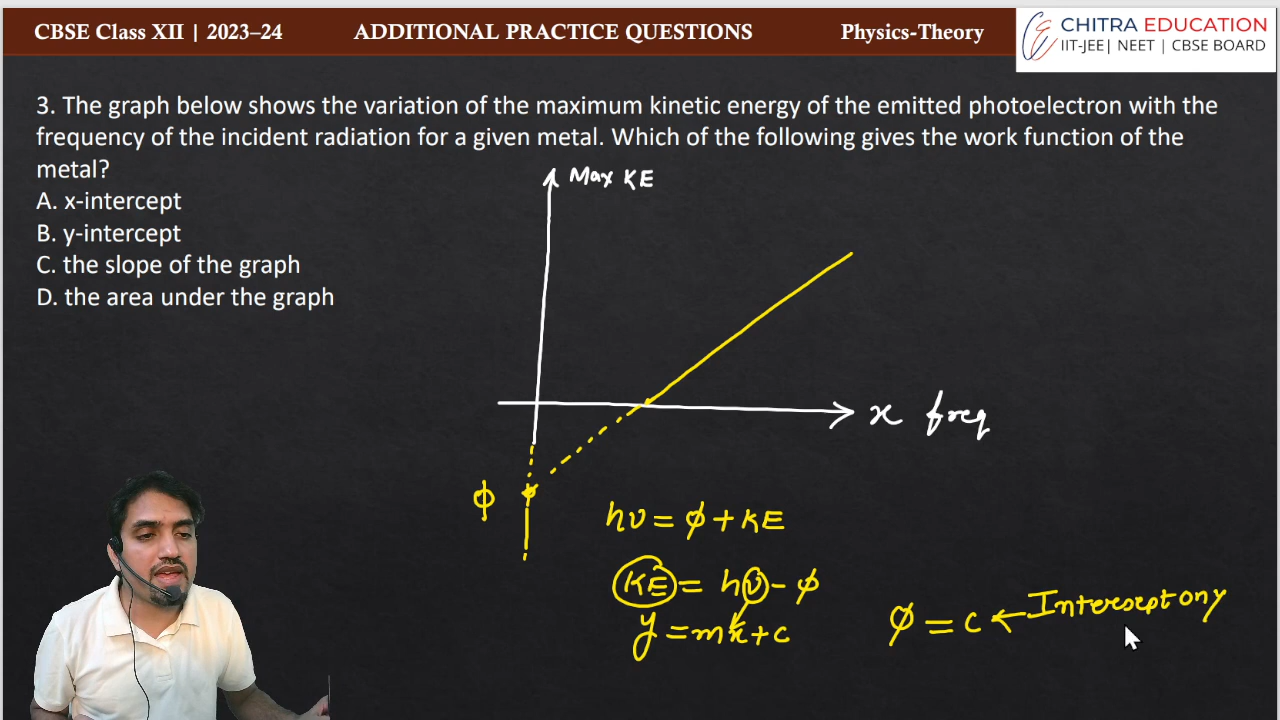 CBSE Class XII | 2023–24 ADDITIONAL PRACTICE QUESTIONS Physics-Theory
CHITRA EDUCATION
IIT-JEE| NEET | CBSE BOARD
3. The graph below shows the variation of the maximum kinetic energy of the emitted photoelectron with the
frequency of the incident radiation for a given metal. Which of the following gives the work function of the
metal?
A. x-intercept
B. y-intercept
C. the slope of the graph
D. the area under the graph
Max KE
x freq
ϕ
hν = ϕ + KE
KE = hν - ϕ
y = mx + c
ϕ = c ← Intersept on y